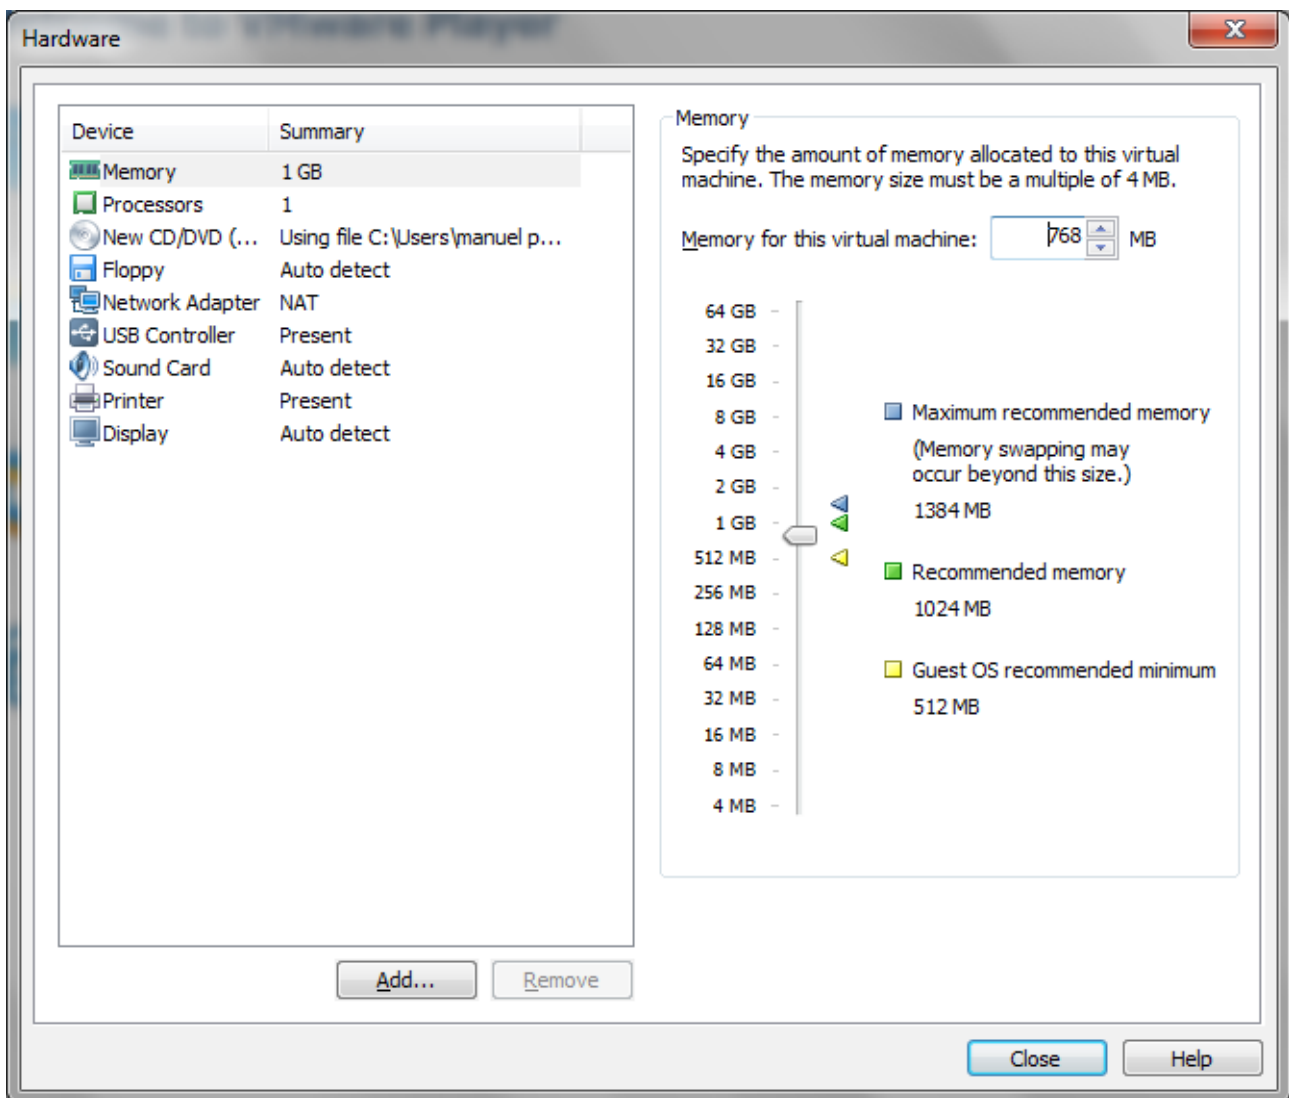 to VMware Player
Hardware
Device Summary
Memory 1 GB
Processors 1
New CD/DVD (... Using file C:\Users\manuel p...
Floppy Auto detect
Network Adapter NAT
USB Controller Present
Sound Card Auto detect
Printer Present
Display Auto detect
Add... Remove
Memory
Specify the amount of memory allocated to this virtual
machine. The memory size must be a multiple of 4 MB.
Memory for this virtual machine: 768 MB
64 GB
32 GB
16 GB
8 GB
4 GB
2 GB
1 GB
512 MB
256 MB
128 MB
64 MB
32 MB
16 MB
8 MB
4 MB
Maximum recommended memory
(Memory swapping may
occur beyond this size.)
1384 MB
Recommended memory
1024 MB
Guest OS recommended minimum
512 MB
Close Help